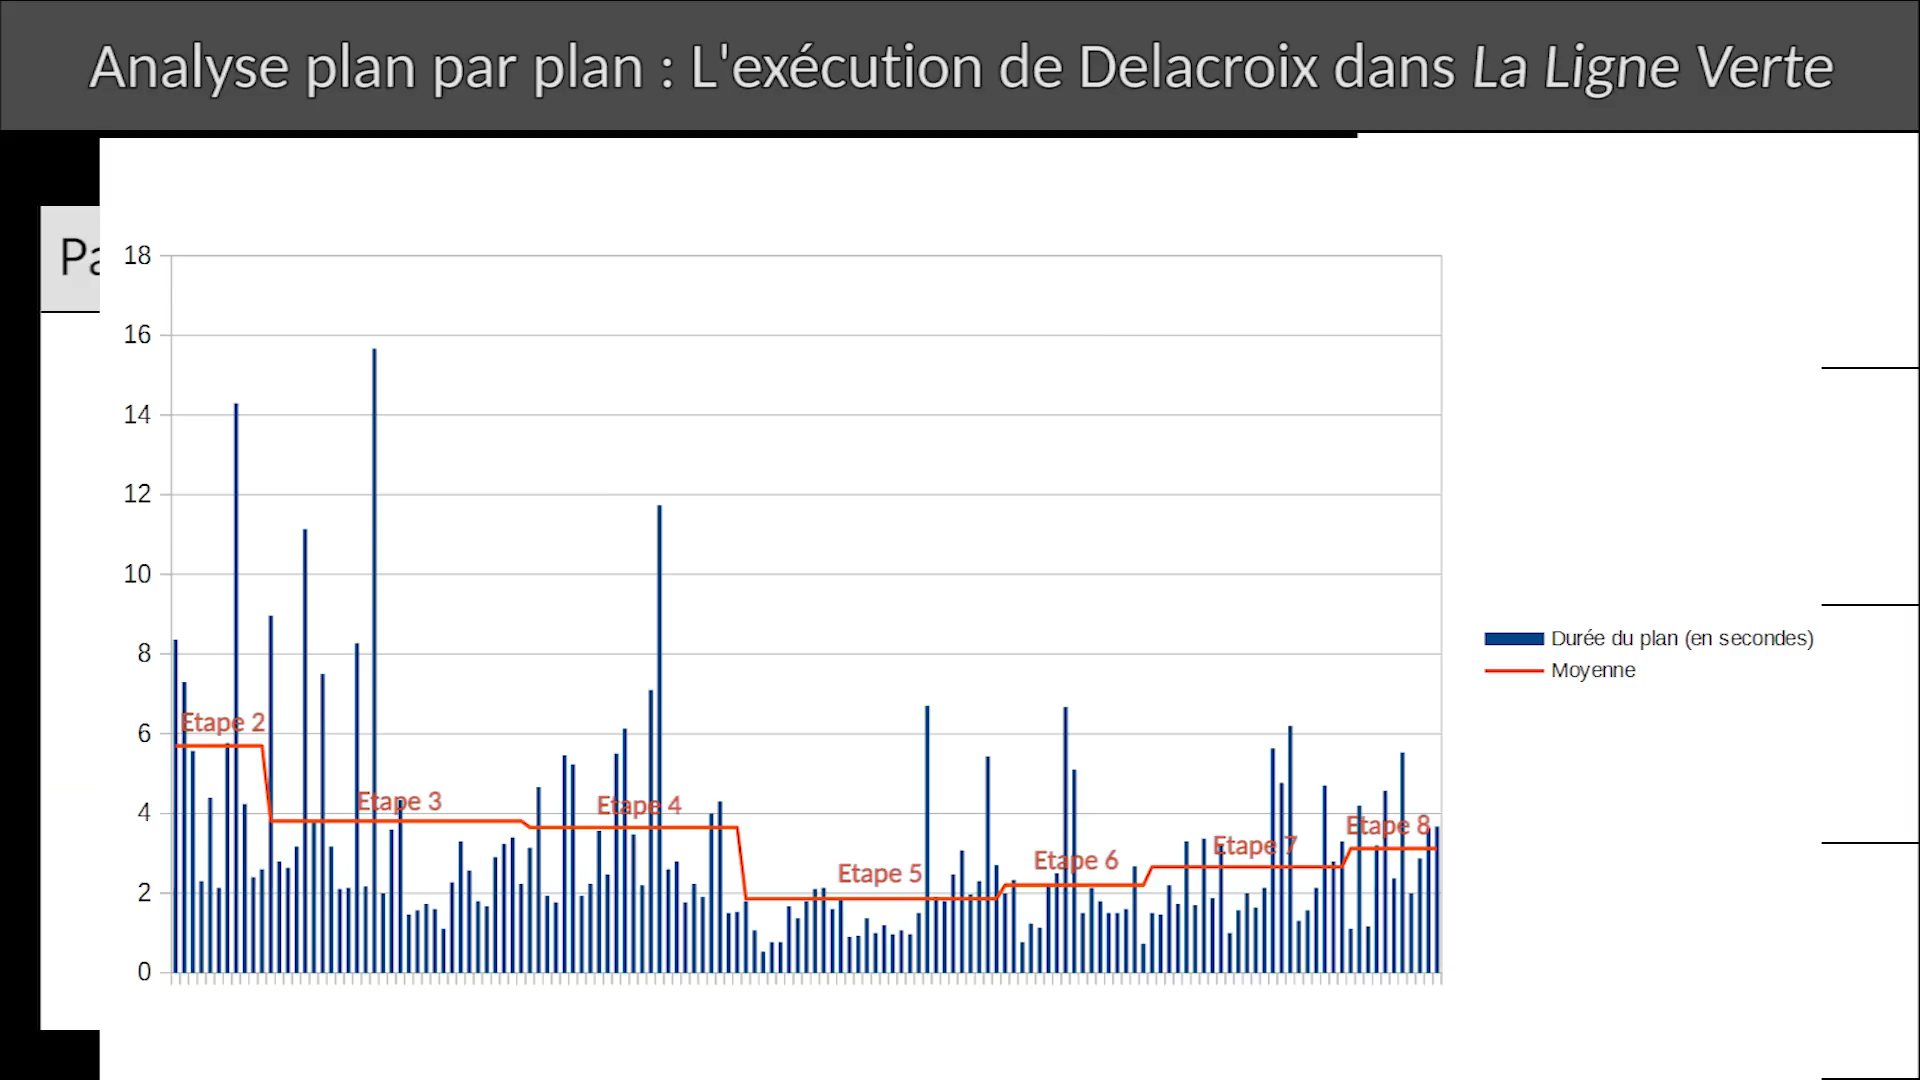 Analyse plan par plan : L'exécution de Delacroix dans La Ligne Verte
Pa
18
16
14
12
10
8
6
4
2
0
Etape 2
Etape 3
Etape 4
Etape 5
Etape 6
Etape 7
Etape 8
Durée du plan (en secondes)
Moyenne